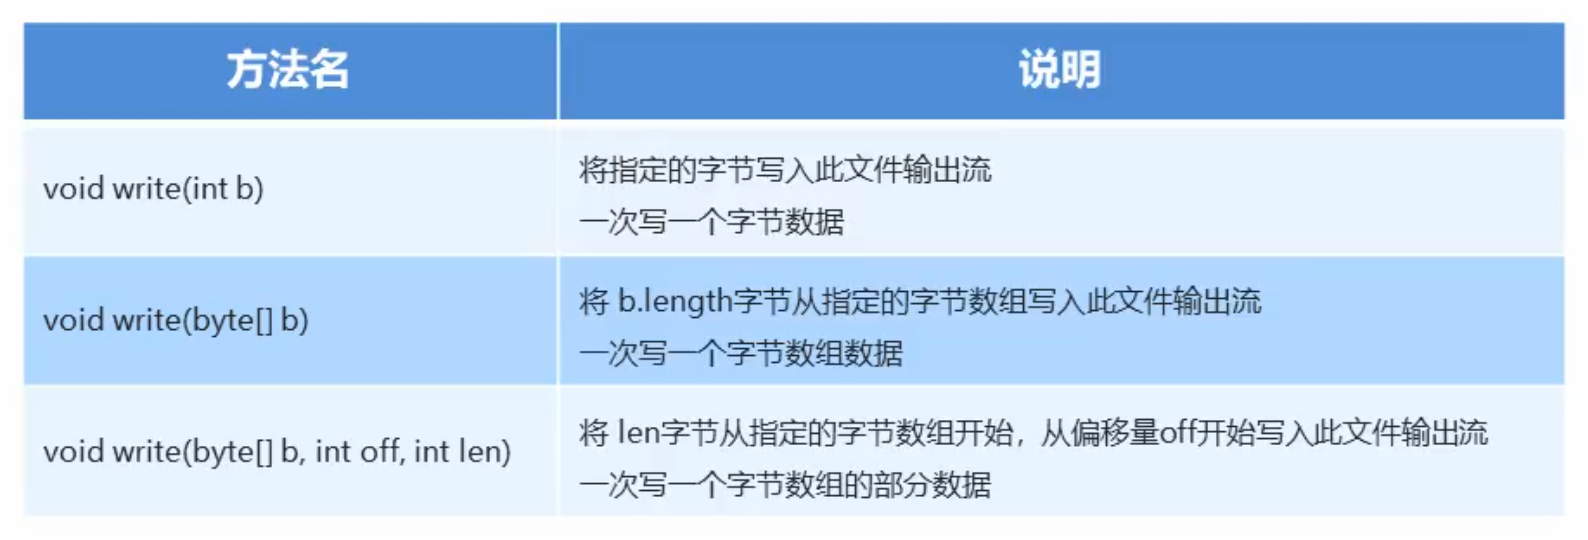 方法名
说明
void write(int b)
将指定的字节写入此文件输出流
一次写一个字节数据
void write(byte[] b)
将 b.length字节从指定的字节数组写入此文件输出流
一次写一个字节数组数据
void write(byte[] b, int off, int len)
将 len字节从指定的字节数组开始，从偏移量off开始写入此文件输出流
一次写一个字节数组的部分数据